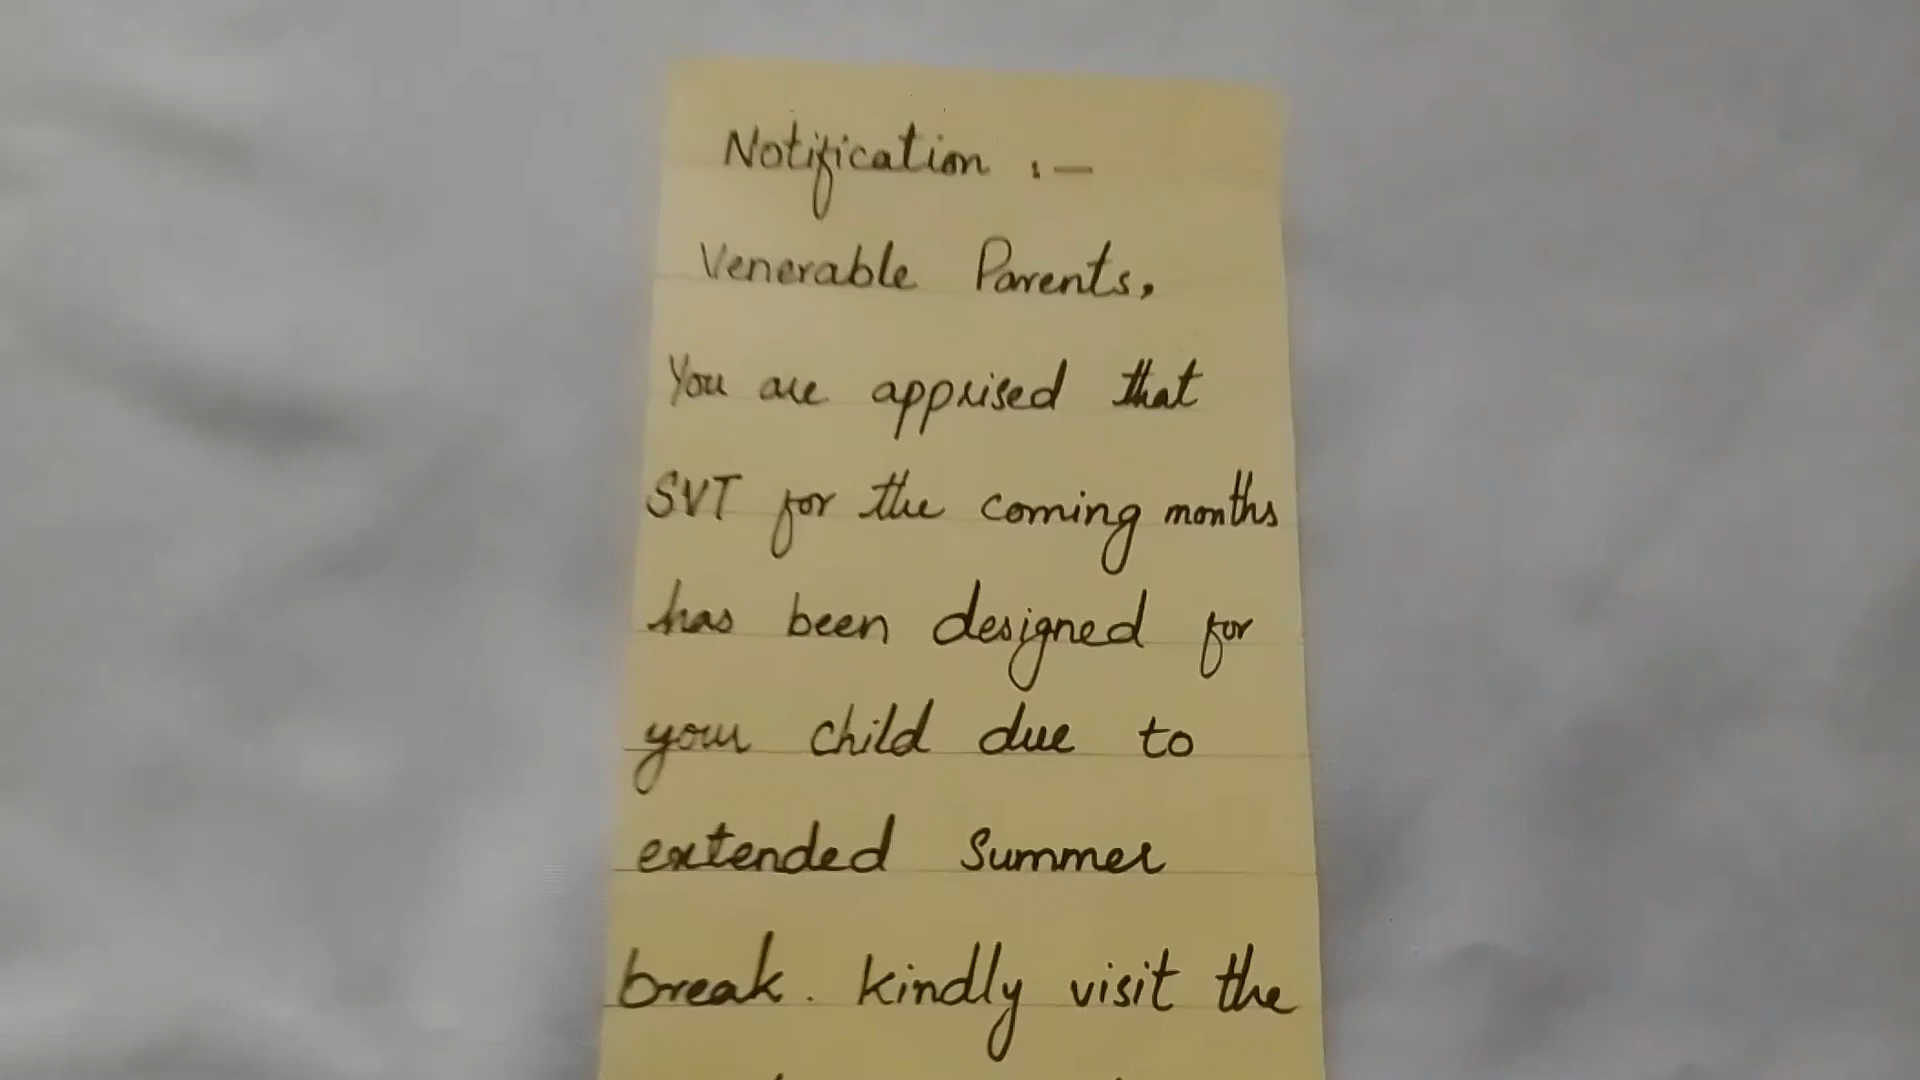 Notification :-
Venerable Parents,
You are apprised that
SVT for the coming months
has been designed for
your child due to
extended Summer
break. Kindly visit the